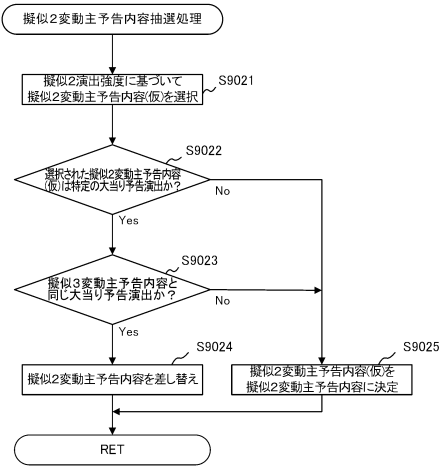 擬似２変動主予告内容抽選処理
S9021
擬似２演出強度に基づいて
擬似２変動主予告内容(仮)を選択
S9022
選択された擬似２変動主予告内容
(仮)は特定の大当り予告演出か？
No
Yes
S9023
擬似３変動主予告内容と
同じ大当り予告演出か？
No
Yes
S9024
擬似２変動主予告内容を差し替え
S9025
擬似２変動主予告内容(仮)を
擬似２変動主予告内容に決定
RET